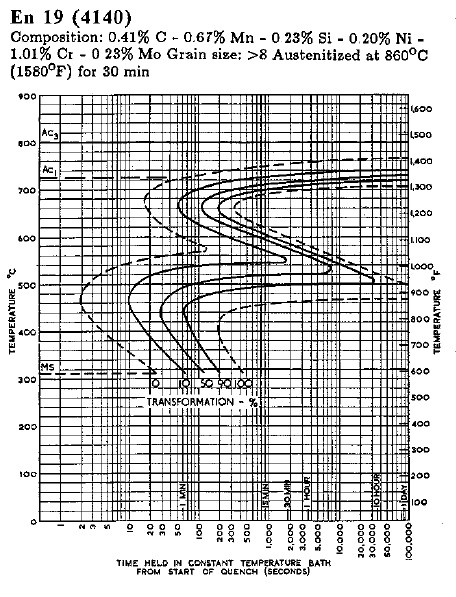 En 19 (4140)
Composition: 0.41% C - 0.67% Mn - 0 23% Si - 0.20% Ni -
1.01% Cr - 0 23% Mo Grain size: >8 Austenitized at 860°C
(1580°F) for 30 min
900
800
700
600
500
400
300
200
100
0
TEMPERATURE °C
AC3
AC1
MS
1,600
1,500
1,400
1,300
1,200
1,100
1,000
900
800
700
600
500
400
300
200
100
TEMPERATURE °F
0 10 50 90 100
TRANSFORMATION - %
1 MIN
15 MIN
30 MIN
1 HOUR
10 HOUR
1 DAY
1 2 3 5 10 20 30 50 100 200 300 500 1,000 2,000 3,000 5,000 10,000 20,000 30,000 50,000 100,000
TIME HELD IN CONSTANT TEMPERATURE BATH
FROM START OF QUENCH (SECONDS)